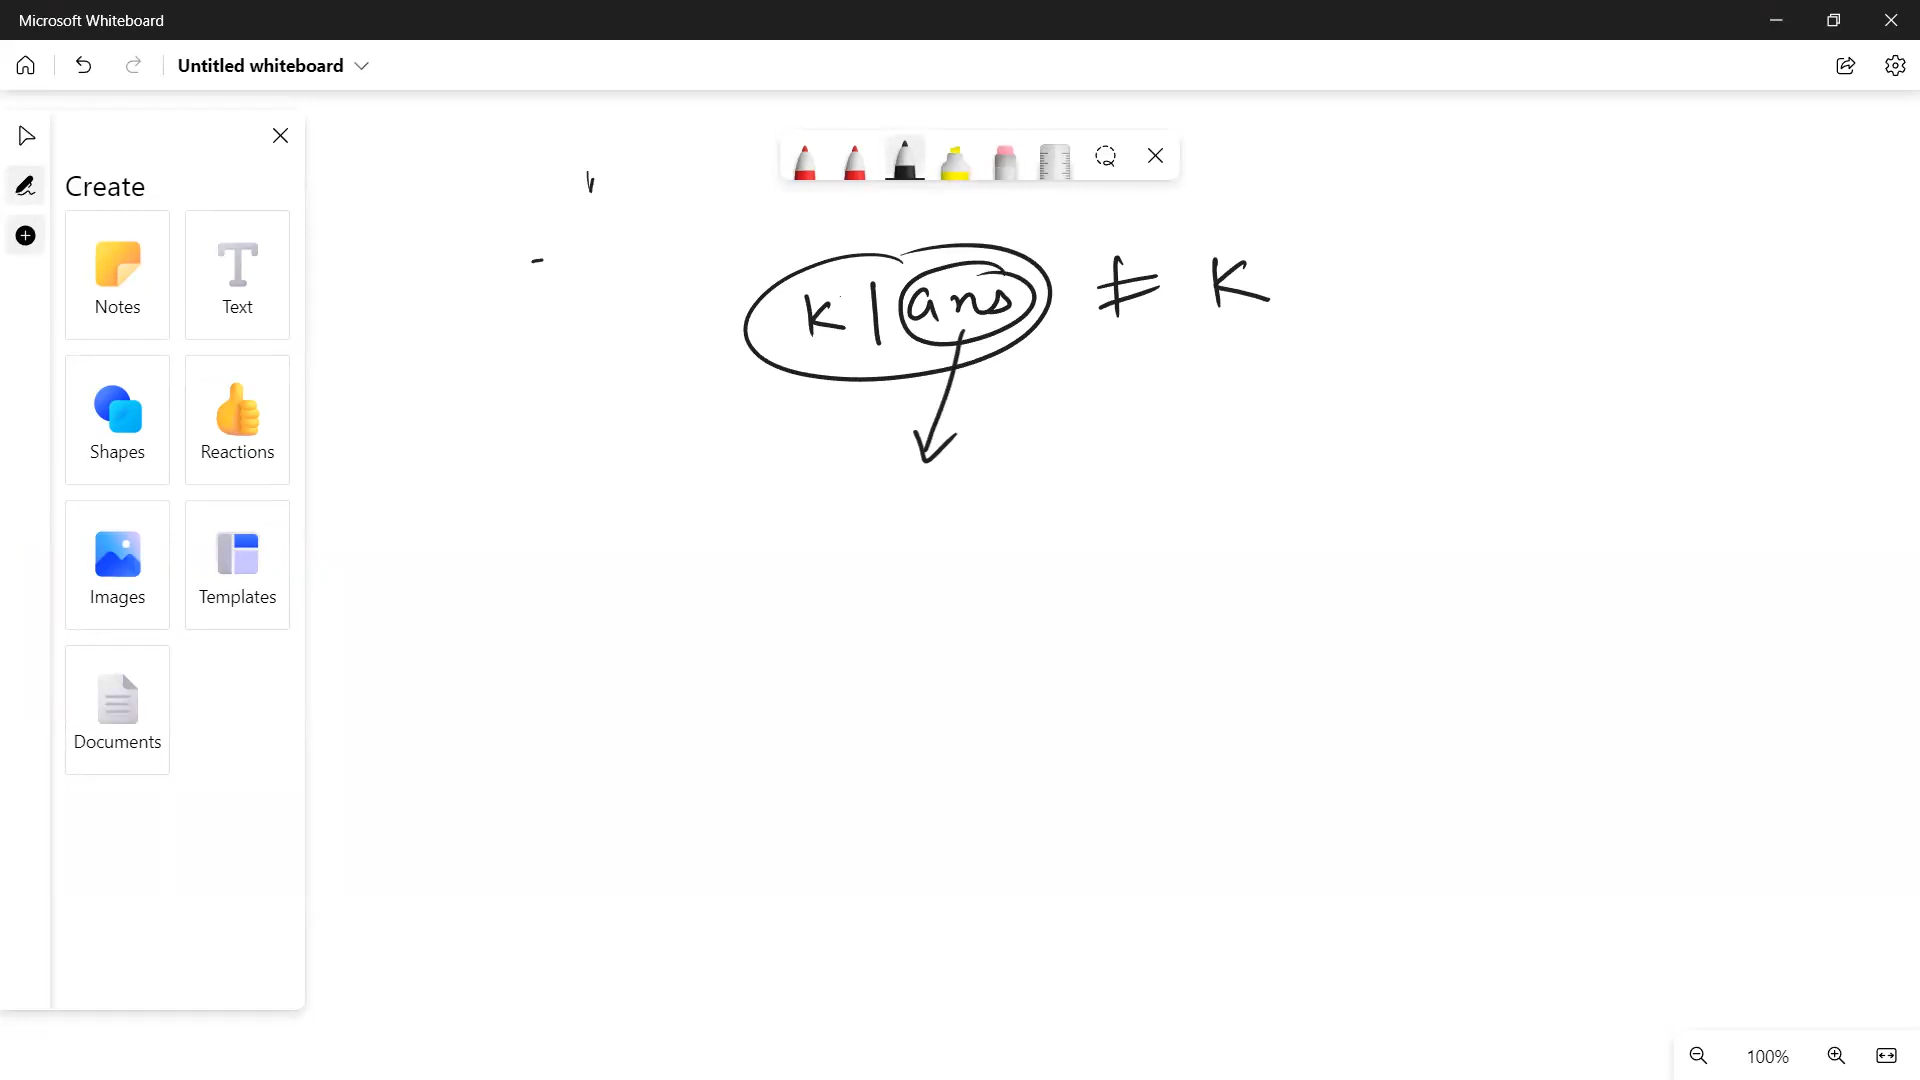 Microsoft Whiteboard
Untitled whiteboard
Create
Notes
Text
k | ans ≠ k
Shapes
Reactions
Images
Templates
Documents
100%